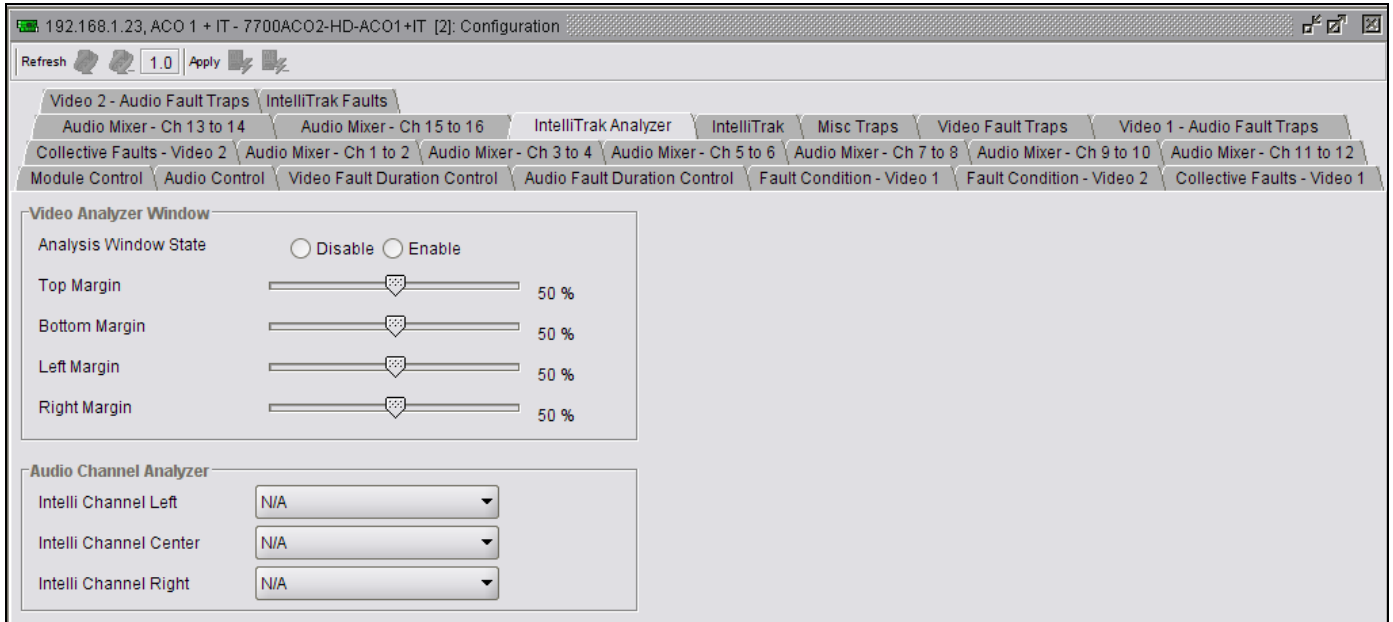 192.168.1.23, ACO 1 + IT - 7700ACO2-HD-ACO1+IT [2]: Configuration
Refresh 1.0 Apply
Video 2 - Audio Fault Traps IntelliTrak Faults
Audio Mixer - Ch 13 to 14 Audio Mixer - Ch 15 to 16 IntelliTrak Analyzer IntelliTrak Misc Traps Video Fault Traps Video 1 - Audio Fault Traps
Collective Faults - Video 2 Audio Mixer - Ch 1 to 2 Audio Mixer - Ch 3 to 4 Audio Mixer - Ch 5 to 6 Audio Mixer - Ch 7 to 8 Audio Mixer - Ch 9 to 10 Audio Mixer - Ch 11 to 12
Module Control Audio Control Video Fault Duration Control Audio Fault Duration Control Fault Condition - Video 1 Fault Condition - Video 2 Collective Faults - Video 1
Video Analyzer Window
Analysis Window State Disable Enable
Top Margin 50 %
Bottom Margin 50 %
Left Margin 50 %
Right Margin 50 %
Audio Channel Analyzer
Intelli Channel Left N/A
Intelli Channel Center N/A
Intelli Channel Right N/A